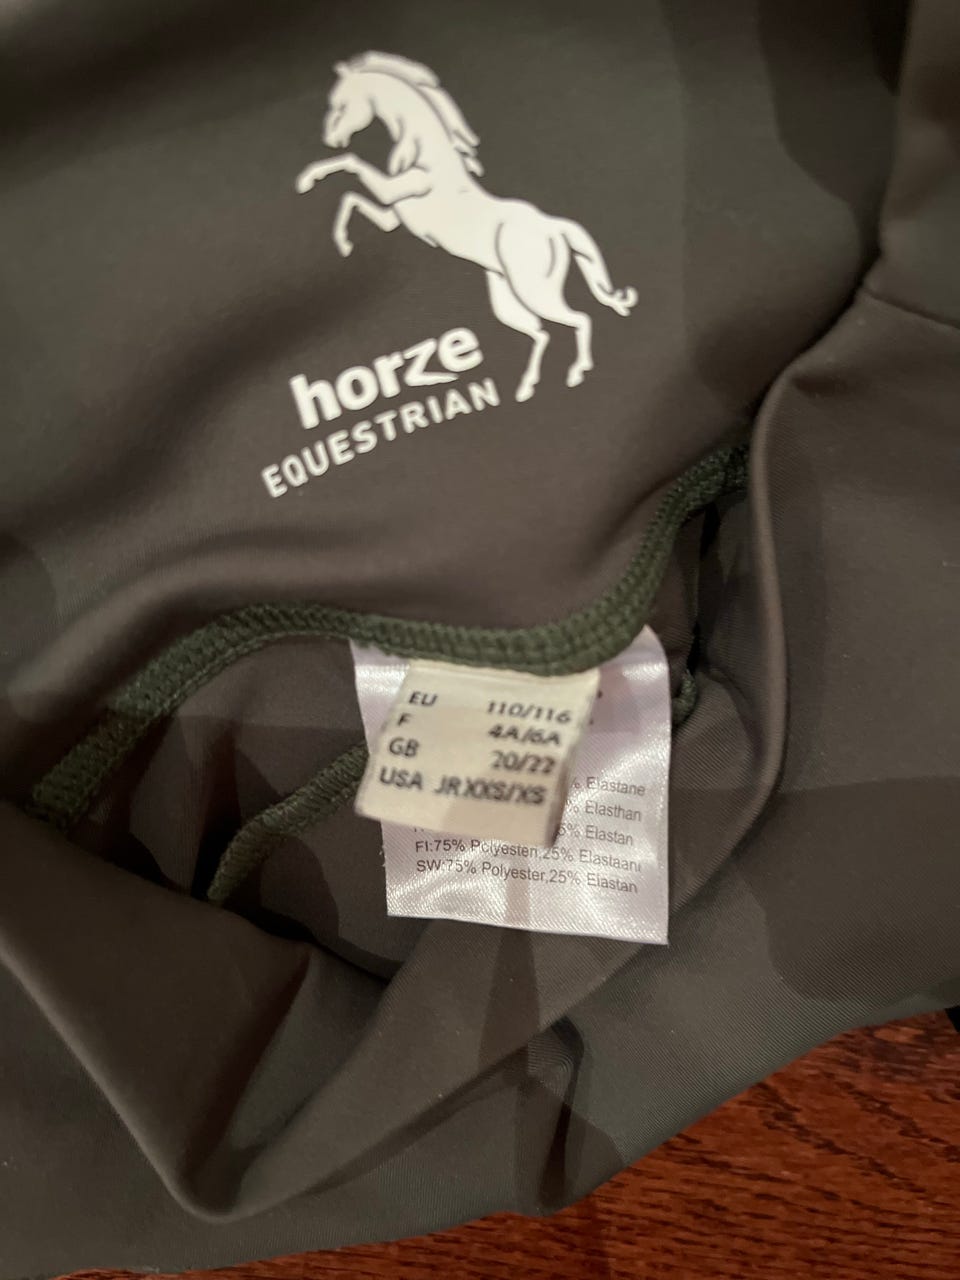 horze
EQUESTRIAN
EU 110/116
F 4A/6A
GB 20/22
USA JR XXS/XS
% Elastane
% Elasthan
5% Elastan
FI:75% Polyesteri,25% Elastaani
SW:75% Polyester,25% Elastan